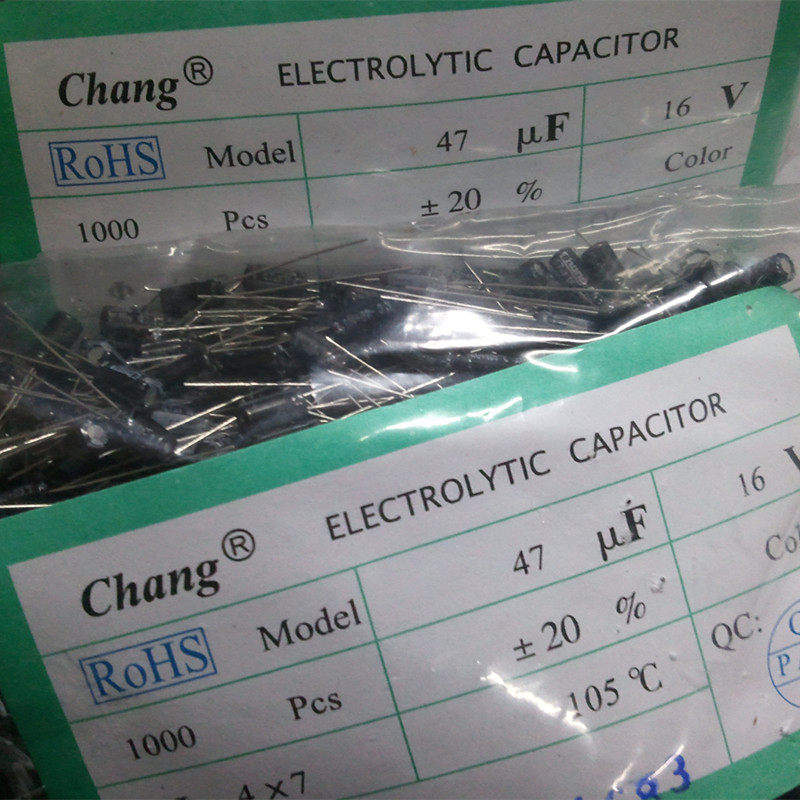 Chang® ELECTROLYTIC CAPACITOR
RoHS Model 47 μF 16 V
1000 Pcs ± 20 % Color
Chang® ELECTROLYTIC CAPACITOR
RoHS Model 47 μF 16 V
1000 Pcs ± 20 %
105 °C QC:
4×7